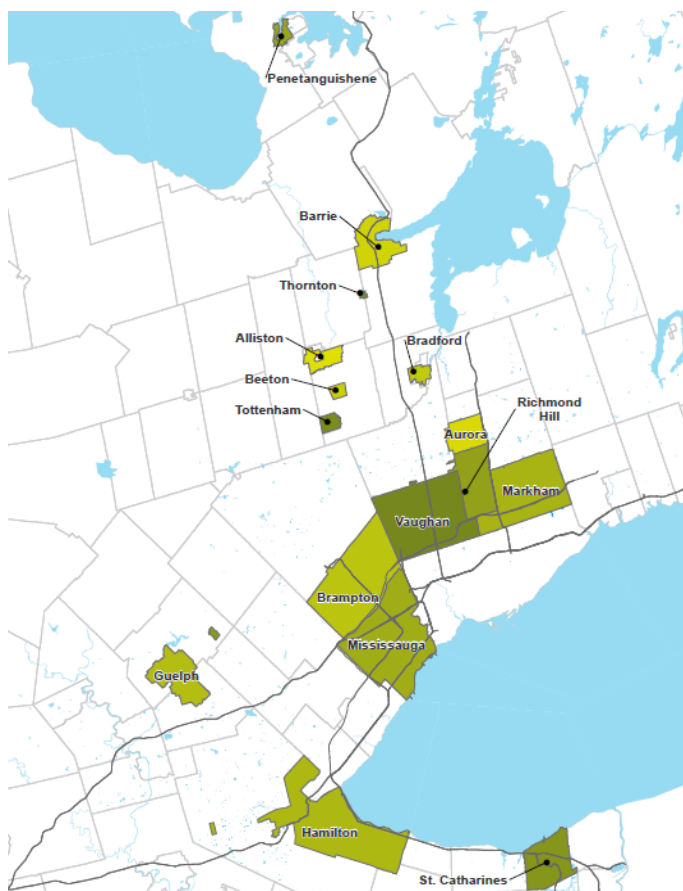 Penetanguishene
Barrie
Thornton
Alliston
Bradford
Beeton
Richmond
Hill
Tottenham
Aurora
Markham
Vaughan
Brampton
Mississauga
Guelph
Hamilton
St. Catharines